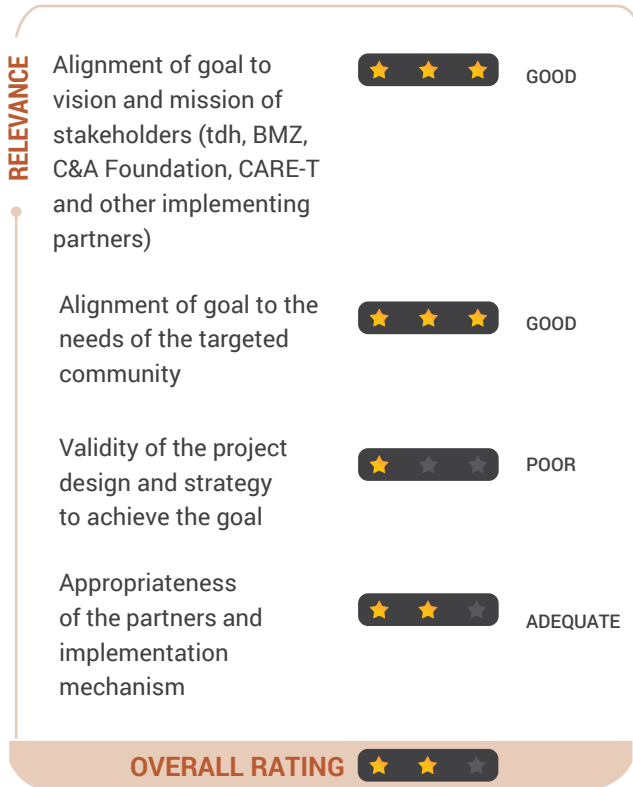 RELEVANCE
Alignment of goal to
vision and mission of
stakeholders (tdh, BMZ,
C&A Foundation, CARE-T
and other implementing
partners)
GOOD
Alignment of goal to the
needs of the targeted
community
GOOD
Validity of the project
design and strategy
to achieve the goal
POOR
Appropriateness
of the partners and
implementation
mechanism
ADEQUATE
OVERALL RATING